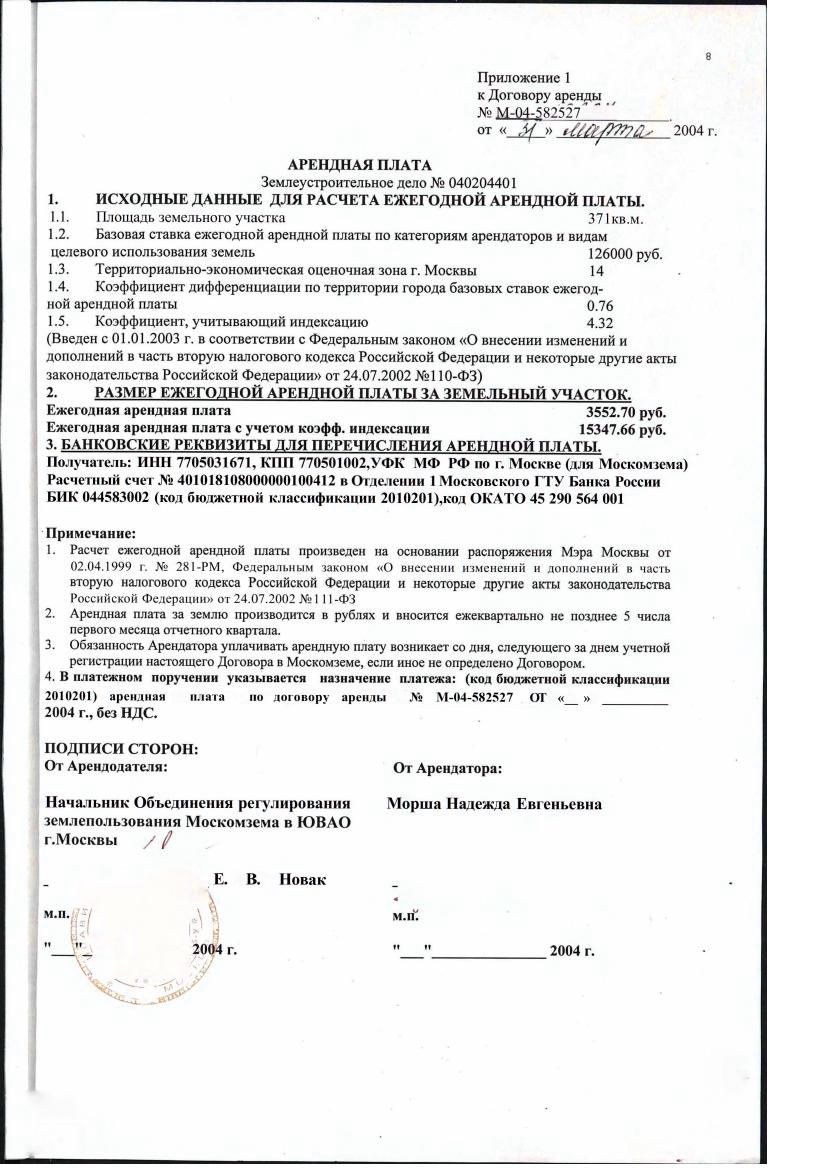 8
Приложение 1
к Договору аренды
№ М-04-582527
от « 31 » марта 2004 г.
АРЕНДНАЯ ПЛАТА
Землеустроительное дело № 040204401
1. ИСХОДНЫЕ ДАННЫЕ ДЛЯ РАСЧЕТА ЕЖЕГОДНОЙ АРЕНДНОЙ ПЛАТЫ.
1.1. Площадь земельного участка 371кв.м.
1.2. Базовая ставка ежегодной арендной платы по категориям арендаторов и видам
целевого использования земель 126000 руб.
1.3. Территориально-экономическая оценочная зона г. Москвы 14
1.4. Коэффициент дифференциации по территории города базовых ставок ежегод-
ной арендной платы 0.76
1.5. Коэффициент, учитывающий индексацию 4.32
(Введен с 01.01.2003 г. в соответствии с Федеральным законом «О внесении изменений и
дополнений в часть вторую налогового кодекса Российской Федерации и некоторые другие акты
законодательства Российской Федерации» от 24.07.2002 №110-ФЗ)
2. РАЗМЕР ЕЖЕГОДНОЙ АРЕНДНОЙ ПЛАТЫ ЗА ЗЕМЕЛЬНЫЙ УЧАСТОК.
Ежегодная арендная плата 3552.70 руб.
Ежегодная арендная плата с учетом коэфф. индексации 15347.66 руб.
3. БАНКОВСКИЕ РЕКВИЗИТЫ ДЛЯ ПЕРЕЧИСЛЕНИЯ АРЕНДНОЙ ПЛАТЫ.
Получатель: ИНН 7705031671, КПП 770501002,УФК МФ РФ по г. Москве (для Москомзема)
Расчетный счет № 401018108000000100412 в Отделении 1 Московского ГТУ Банка России
БИК 044583002 (код бюджетной классификации 2010201),код ОКАТО 45 290 564 001
Примечание:
1. Расчет ежегодной арендной платы произведен на основании распоряжения Мэра Москвы от
02.04.1999 г. № 281-РМ, Федеральным законом «О внесении изменений и дополнений в часть
вторую налогового кодекса Российской Федерации и некоторые другие акты законодательства
Российской Федерации» от 24.07.2002 №111-ФЗ
2. Арендная плата за землю производится в рублях и вносится ежеквартально не позднее 5 числа
первого месяца отчетного квартала.
3. Обязанность Арендатора уплачивать арендную плату возникает со дня, следующего за днем учетной
регистрации настоящего Договора в Москомземе, если иное не определено Договором.
4. В платежном поручении указывается назначение платежа: (код бюджетной классификации
2010201) арендная плата по договору аренды № М-04-582527 ОТ «__ » __________
2004 г., без НДС.
ПОДПИСИ СТОРОН:
От Арендодателя: От Арендатора:
Начальник Объединения регулирования Морша Надежда Евгеньевна
землепользования Москомзема в ЮВАО
г.Москвы
Е. В. Новак
м.п. м.п.
"___"_ 2004 г. "___"________________ 2004 г.